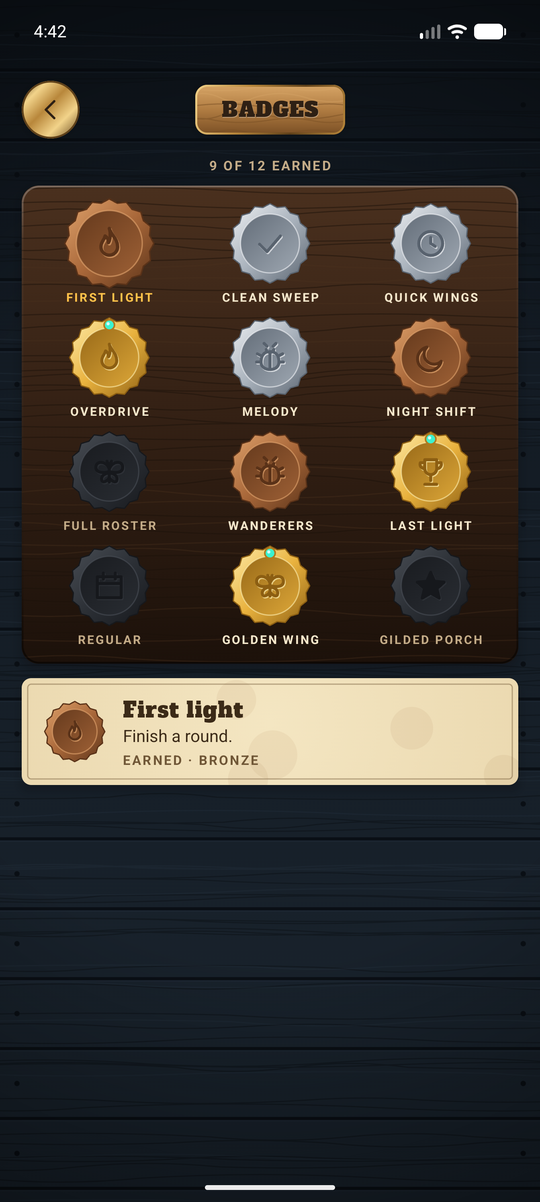 4:42
BADGES
9 OF 12 EARNED
FIRST LIGHT
CLEAN SWEEP
QUICK WINGS
OVERDRIVE
MELODY
NIGHT SHIFT
FULL ROSTER
WANDERERS
LAST LIGHT
REGULAR
GOLDEN WING
GILDED PORCH
First light
Finish a round.
EARNED · BRONZE